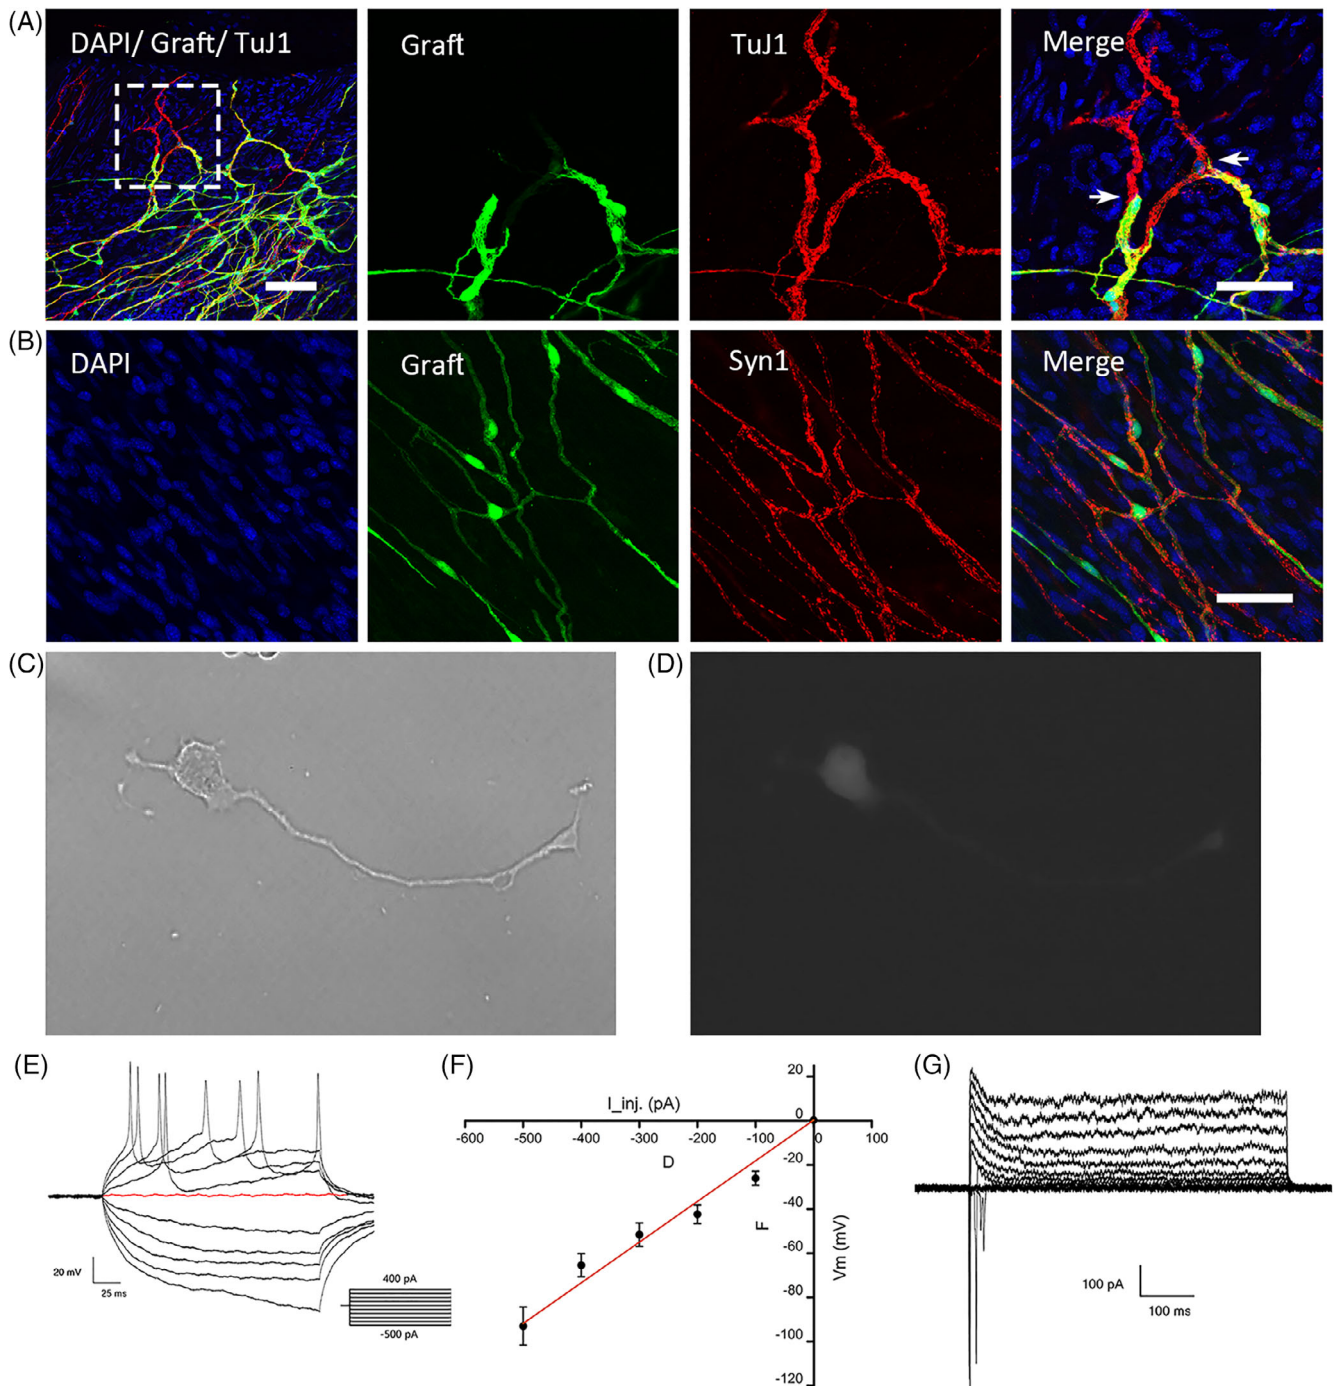 (A)
DAPI/ Graft/ TuJ1
Graft
TuJ1
Merge
(B)
DAPI
Graft
Syn1
Merge
(C)
(D)
(E)
20 mV
25 ms
400 pA
-500 pA
(F)
I_inj. (pA)
-600 -500 -400 -300 -200 -100 0 100
D
F
Vm (mV)
20
0
-20
-40
-60
-80
-100
-120
(G)
100 pA
100 ms